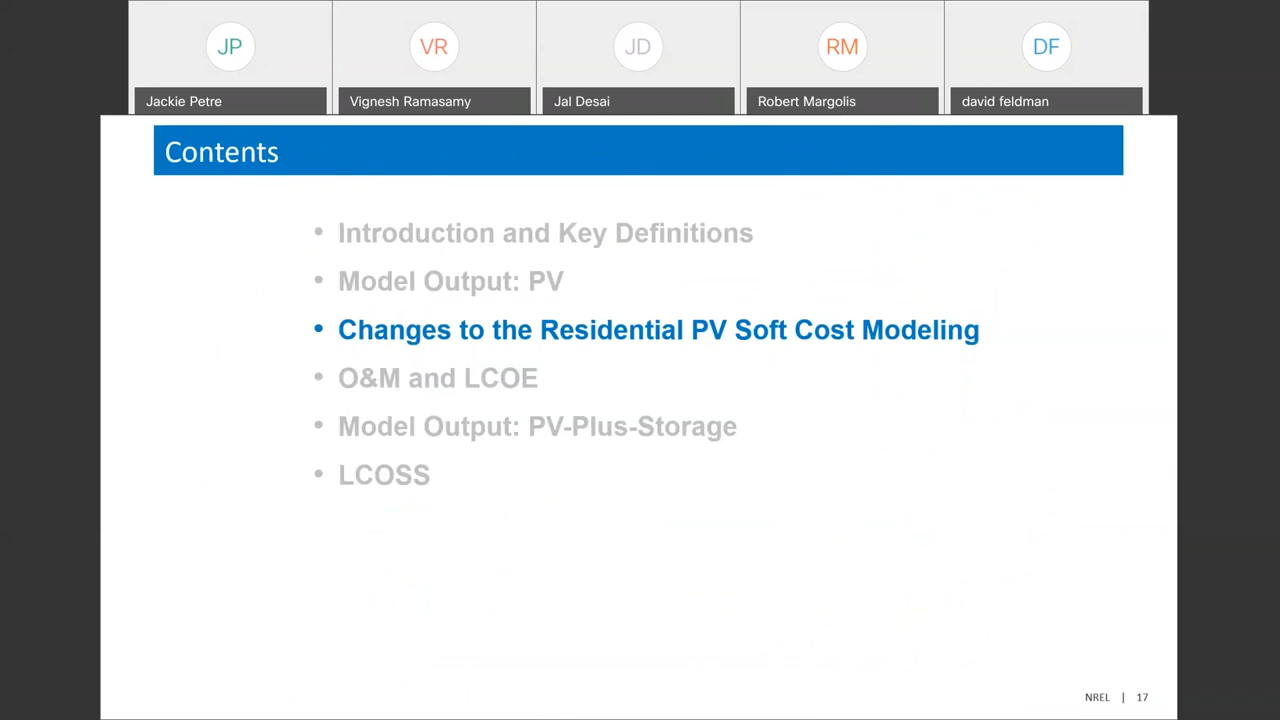 JP
VR
JD
RM
DF
Jackie Petre
Vignesh Ramasamy
Jal Desai
Robert Margolis
david feldman
Contents
• Introduction and Key Definitions
• Model Output: PV
• Changes to the Residential PV Soft Cost Modeling
• O&M and LCOE
• Model Output: PV-Plus-Storage
• LCOSS
NREL | 17